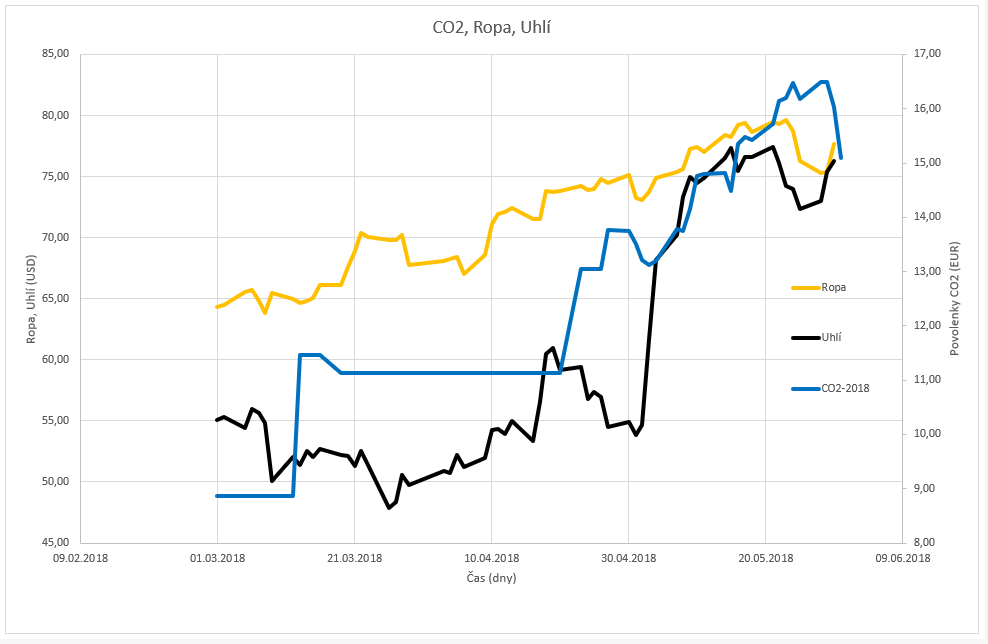 CO2, Ropa, Uhlí
85,00
80,00
75,00
70,00
65,00
60,00
55,00
50,00
45,00
Ropa, Uhlí (USD)
17,00
16,00
15,00
14,00
13,00
12,00
11,00
10,00
9,00
8,00
Povolenky CO2 (EUR)
Ropa
Uhlí
CO2-2018
09.02.2018 01.03.2018 21.03.2018 10.04.2018 30.04.2018 20.05.2018 09.06.2018
Čas (dny)